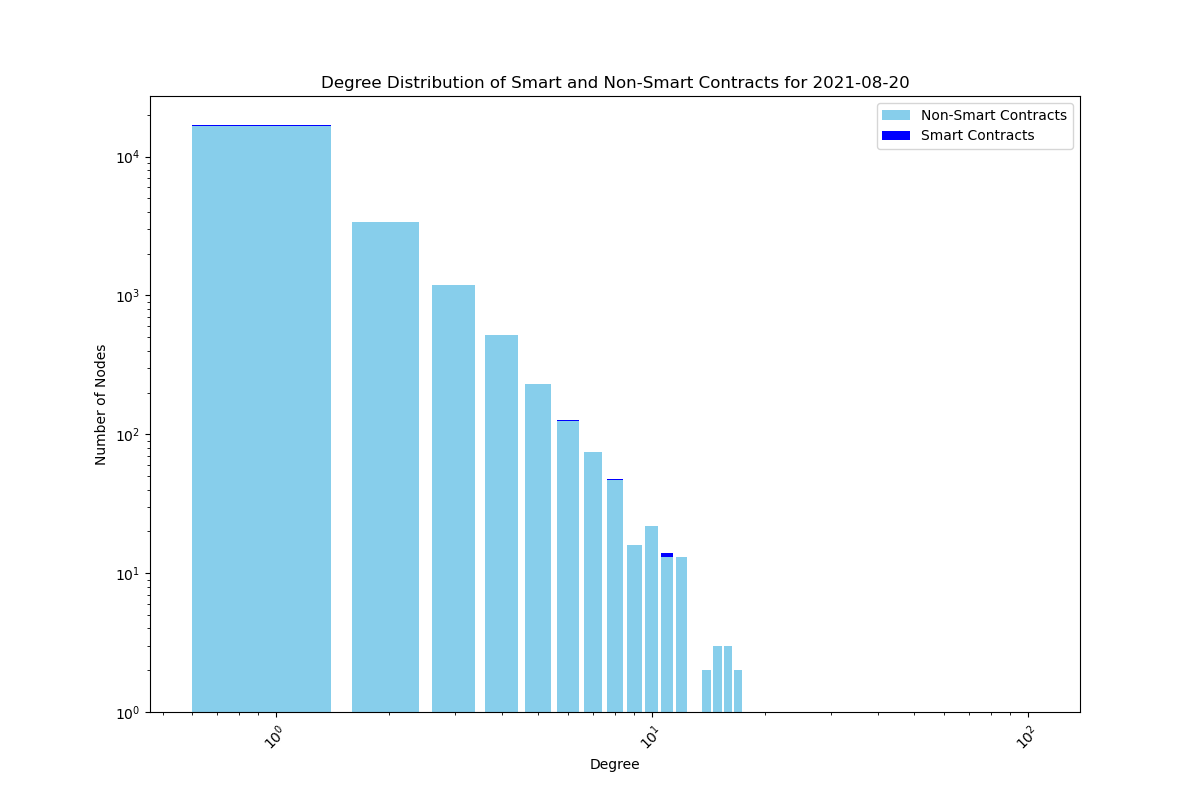 Degree Distribution of Smart and Non-Smart Contracts for 2021-08-20
Non-Smart Contracts
Smart Contracts
Number of Nodes
10⁴
10³
10²
10¹
10⁰
10⁰
10¹
10²
Degree